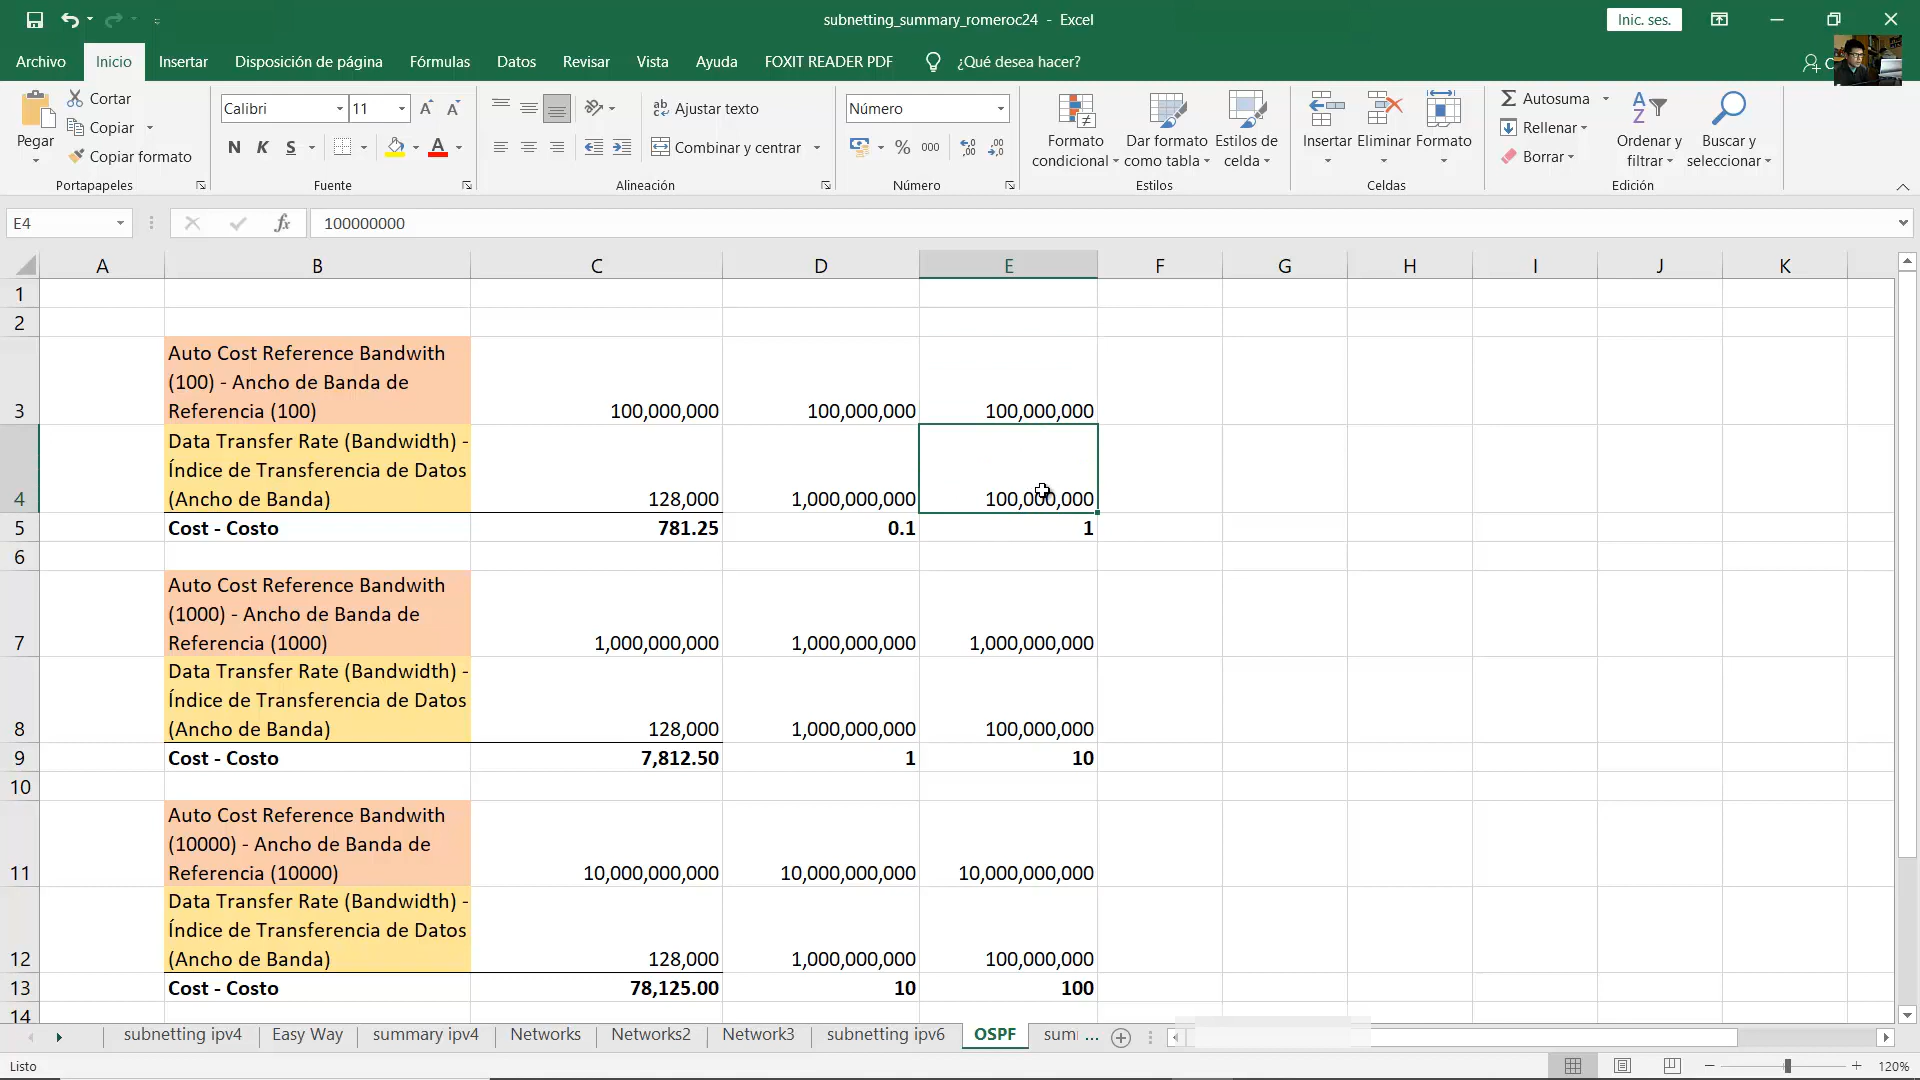 subnetting_summary_romeroc24 - Excel
Inic. ses.
Archivo Inicio Insertar Disposición de página Fórmulas Datos Revisar Vista Ayuda FOXIT READER PDF ¿Qué desea hacer?
Pegar
Cortar
Copiar
Copiar formato
Portapapeles
Calibri 11
N K S
Fuente
Ajustar texto
Combinar y centrar
Alineación
Número
% 000
Número
Formato condicional
Dar formato como tabla
Estilos de celda
Estilos
Insertar Eliminar Formato
Celdas
Autosuma
Rellenar
Borrar
Ordenar y filtrar
Buscar y seleccionar
Edición
E4 fx 100000000
A B C D E F G H I J K
1
2
Auto Cost Reference Bandwith
(100) - Ancho de Banda de
3 Referencia (100) 100,000,000 100,000,000 100,000,000
Data Transfer Rate (Bandwidth) -
Índice de Transferencia de Datos
4 (Ancho de Banda) 128,000 1,000,000,000 100,000,000
5 Cost - Costo 781.25 0.1 1
6
Auto Cost Reference Bandwith
(1000) - Ancho de Banda de
7 Referencia (1000) 1,000,000,000 1,000,000,000 1,000,000,000
Data Transfer Rate (Bandwidth) -
Índice de Transferencia de Datos
8 (Ancho de Banda) 128,000 1,000,000,000 100,000,000
9 Cost - Costo 7,812.50 1 10
10
Auto Cost Reference Bandwith
(10000) - Ancho de Banda de
11 Referencia (10000) 10,000,000,000 10,000,000,000 10,000,000,000
Data Transfer Rate (Bandwidth) -
Índice de Transferencia de Datos
12 (Ancho de Banda) 128,000 1,000,000,000 100,000,000
13 Cost - Costo 78,125.00 10 100
14
subnetting ipv4 Easy Way summary ipv4 Networks Networks2 Network3 subnetting ipv6 OSPF sum ...
Listo 120%